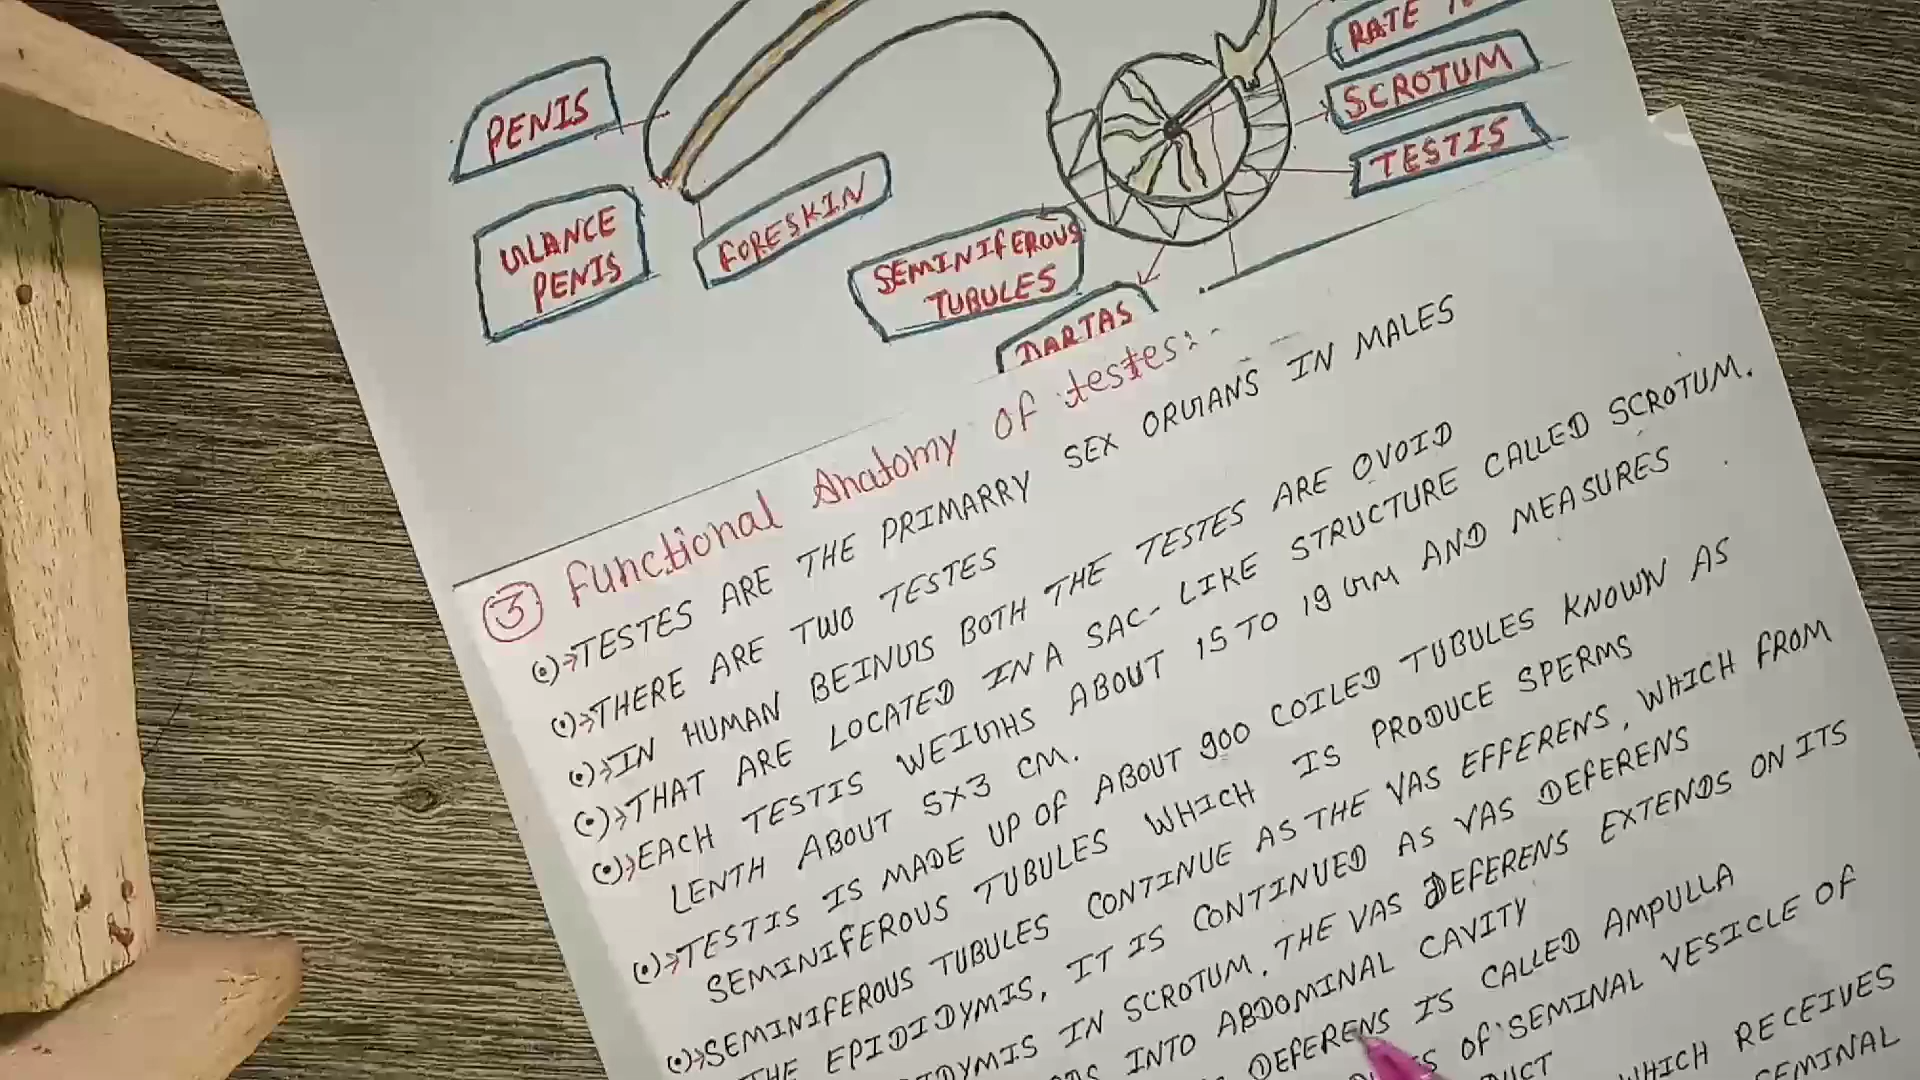 RATE
SCROTUM
TESTIS
PENIS
ULANCE
PENIS
FORESKIN
SEMINIFEROUS
TUBULES
DARTAS
③ Functional Anatomy of testes:-
(•)⇒TESTES ARE THE PRIMARRY SEX ORGANS IN MALES
(•)⇒THERE ARE TWO TESTES
(•)⇒IN HUMAN BEINGS BOTH THE TESTES ARE OVOID
(•)⇒THAT ARE LOCATED IN A SAC-LIKE STRUCTURE CALLED SCROTUM.
(•)⇒EACH TESTIS WEIGHS ABOUT 15 TO 19 GM AND MEASURES
LENTH ABOUT 5X3 CM.
(•)⇒TESTIS IS MADE UP OF ABOUT 900 COILED TUBULES KNOWN AS
SEMINIFEROUS TUBULES WHICH IS PRODUCE SPERMS
(•)⇒SEMINIFEROUS TUBULES CONTINUE AS THE VAS EFFERENS, WHICH FROM
THE EPIDIDYMIS, IT IS CONTINUED AS VAS DEFERENS
IN SCROTUM. THE VAS DEFERENS EXTENDS ON ITS
INTO ABDOMINAL CAVITY
DEFERENS IS CALLED AMPULLA
OF SEMINAL VESICLE OF
WHICH RECEIVES
SEMINAL